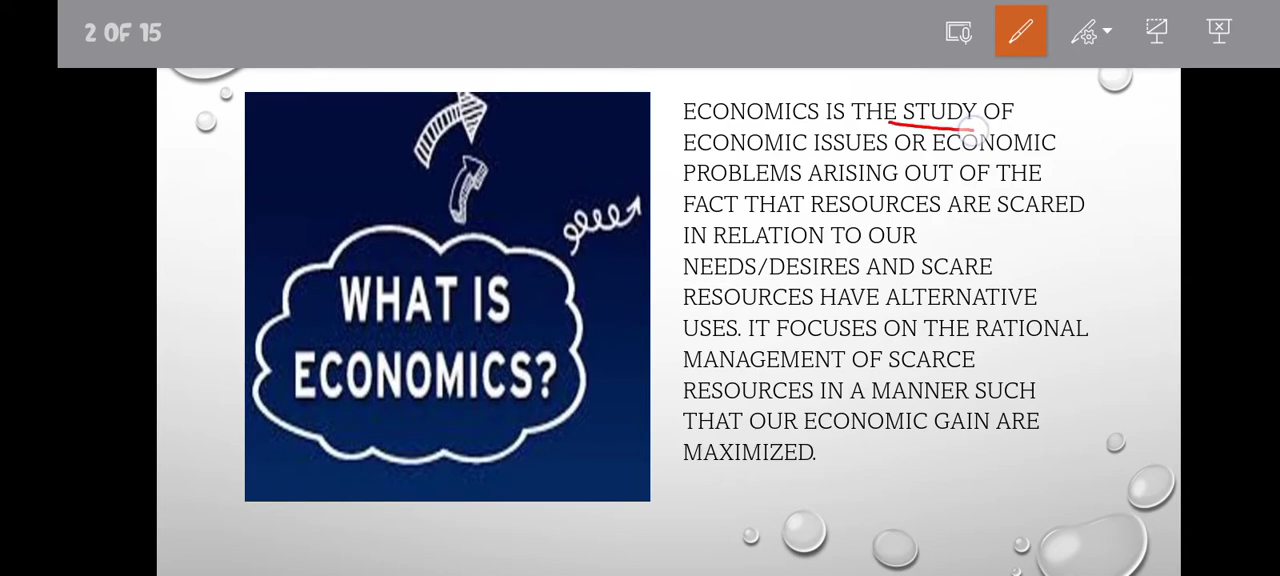 2 OF 15
WHAT IS
ECONOMICS?
ECONOMICS IS THE STUDY OF
ECONOMIC ISSUES OR ECONOMIC
PROBLEMS ARISING OUT OF THE
FACT THAT RESOURCES ARE SCARED
IN RELATION TO OUR
NEEDS/DESIRES AND SCARE
RESOURCES HAVE ALTERNATIVE
USES. IT FOCUSES ON THE RATIONAL
MANAGEMENT OF SCARCE
RESOURCES IN A MANNER SUCH
THAT OUR ECONOMIC GAIN ARE
MAXIMIZED.